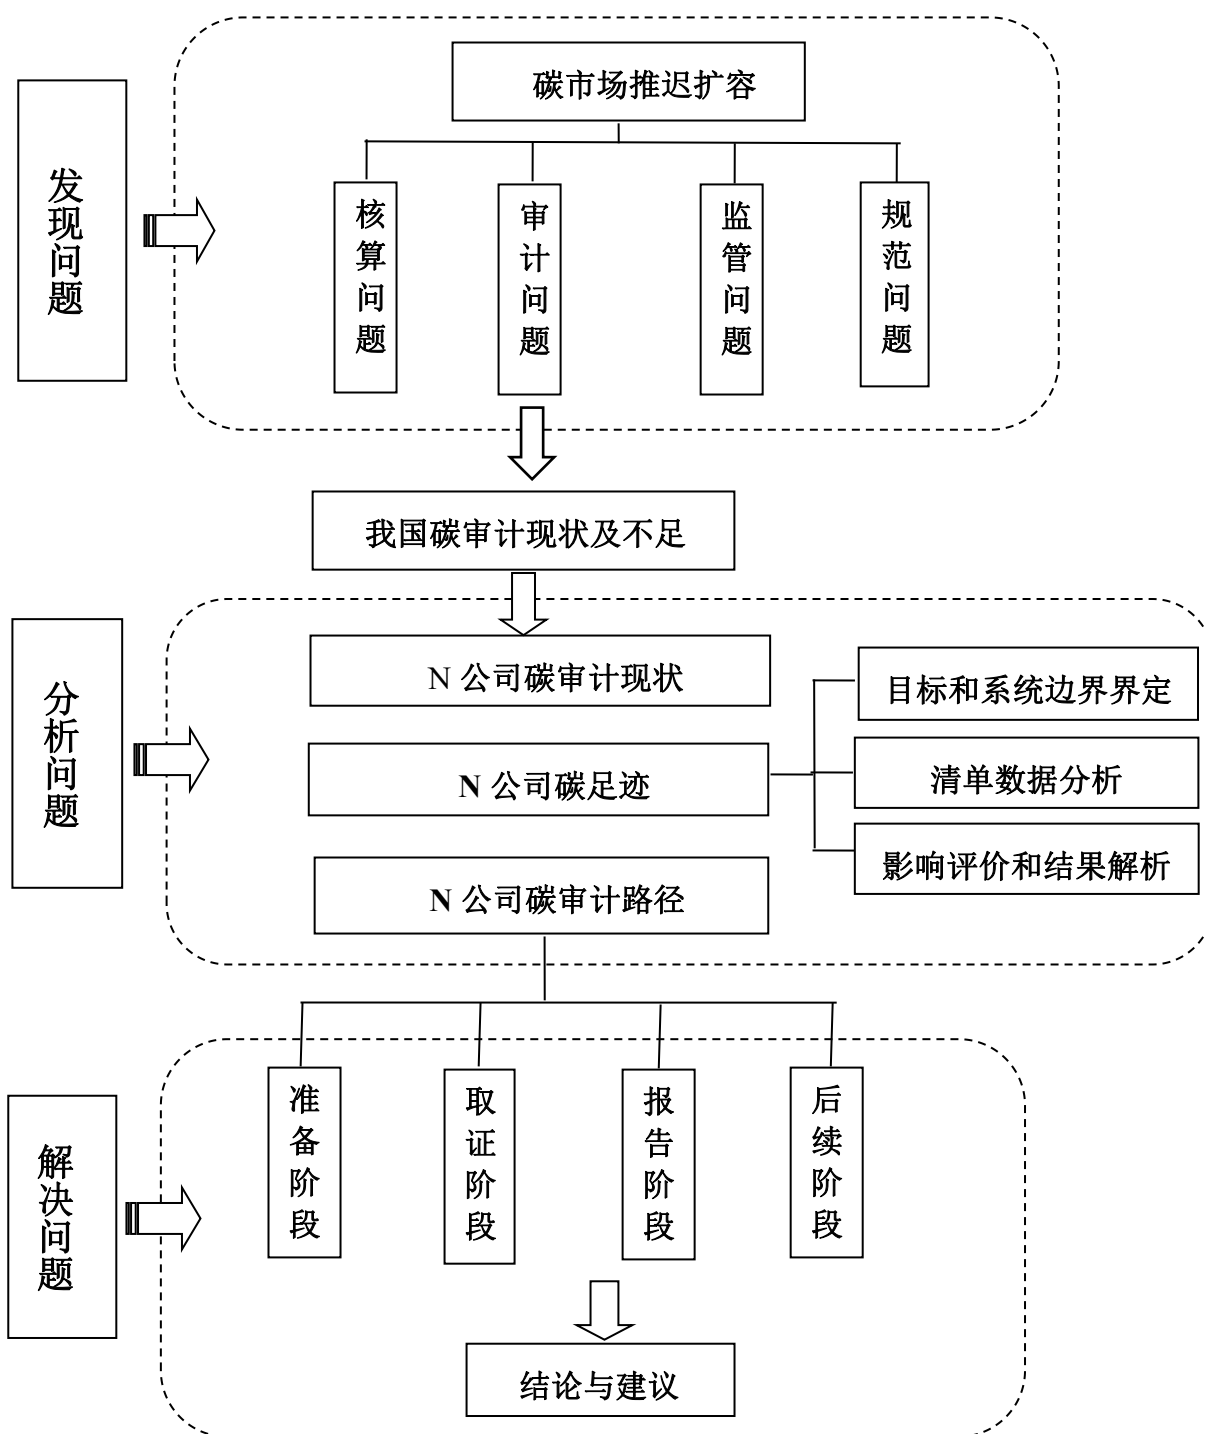 发现问题
碳市场推迟扩容
核算问题
审计问题
监管问题
规范问题
我国碳审计现状及不足
分析问题
N 公司碳审计现状
N 公司碳足迹
N 公司碳审计路径
目标和系统边界界定
清单数据分析
影响评价和结果解析
解决问题
准备阶段
取证阶段
报告阶段
后续阶段
结论与建议